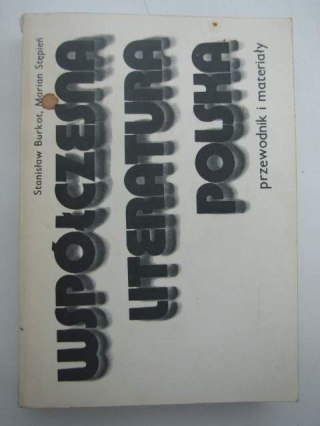 Stanisław Burkot, Marian Stępień
WSPÓŁCZESNA
LITERATURA
POLSKA
przewodnik i materiały